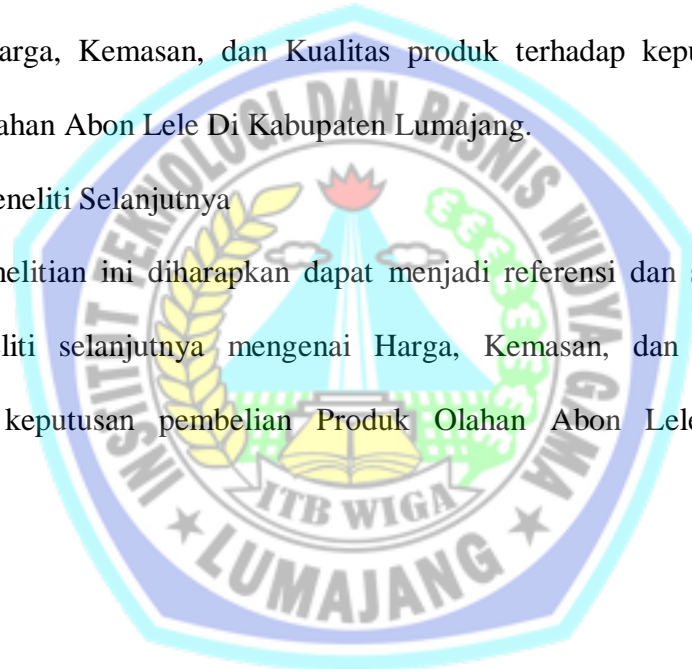 arga, Kemasan, dan Kualitas produk terhadap kepu
ahan Abon Lele Di Kabupaten Lumajang.
eneliti Selanjutnya
nelitian ini diharapkan dapat menjadi referensi dan s
liti selanjutnya mengenai Harga, Kemasan, dan
keputusan pembelian Produk Olahan Abon Lele
INSTITUT TEKNOLOGI DAN BISNIS WIDYA GAMA
ITB WIGA
LUMAJANG